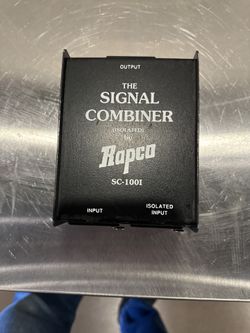 OUTPUT
THE
SIGNAL
COMBINER
(ISOLATED)
by
Rapco
SC-100I
INPUT
ISOLATED
INPUT